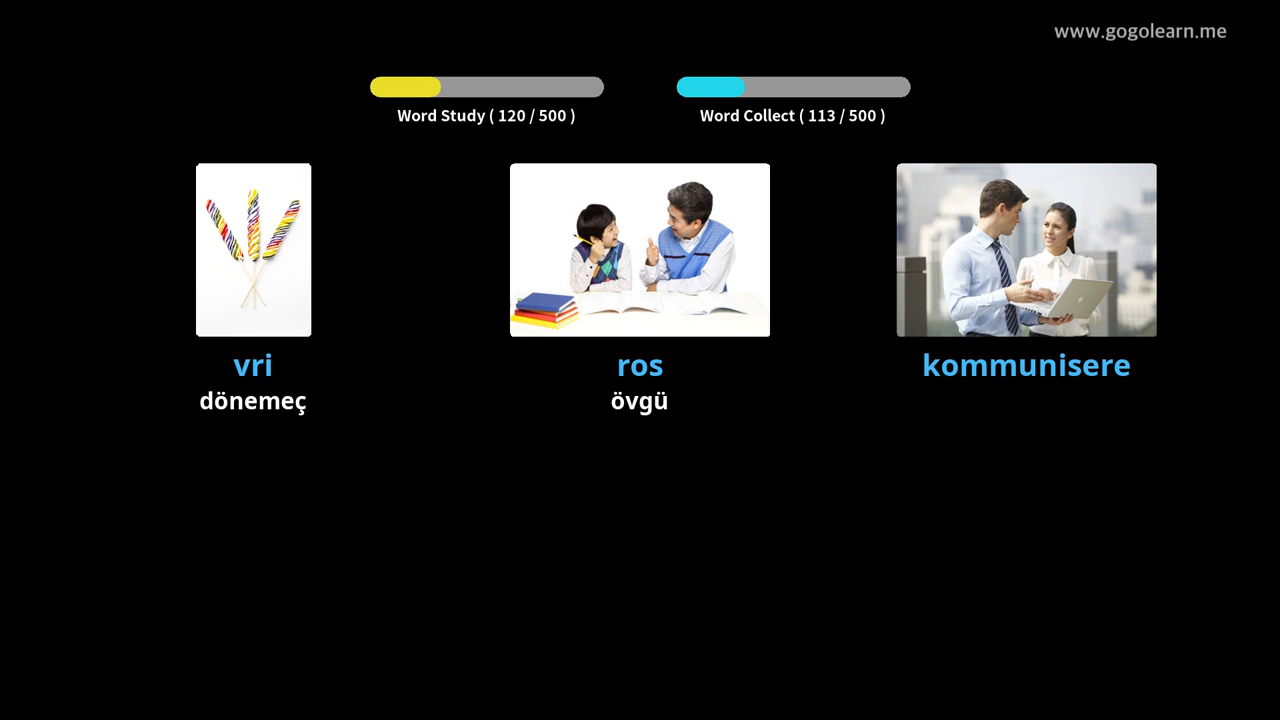 www.gogolearn.me
Word Study ( 120 / 500 )
Word Collect ( 113 / 500 )
vri
dönemeç
ros
övgü
kommunisere